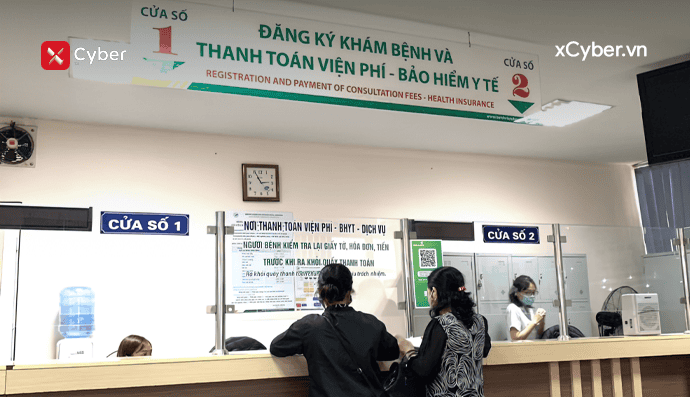 CỬA SỐ
1
ĐĂNG KÝ KHÁM BỆNH VÀ
THANH TOÁN VIỆN PHÍ - BẢO HIỂM Y TẾ
REGISTRATION AND PAYMENT OF CONSULTATION FEES - HEALTH INSURANCE
CỬA SỐ
2
Cyber
xCyber.vn
CỬA SỐ 1
NƠI THANH TOÁN VIỆN PHÍ - BHYT - DỊCH VỤ
NGƯỜI BỆNH KIỂM TRA LẠI GIẤY TỜ, HÓA ĐƠN, TIỀN
TRƯỚC KHI RA KHỎI QUẦY THANH TOÁN
CỬA SỐ 2